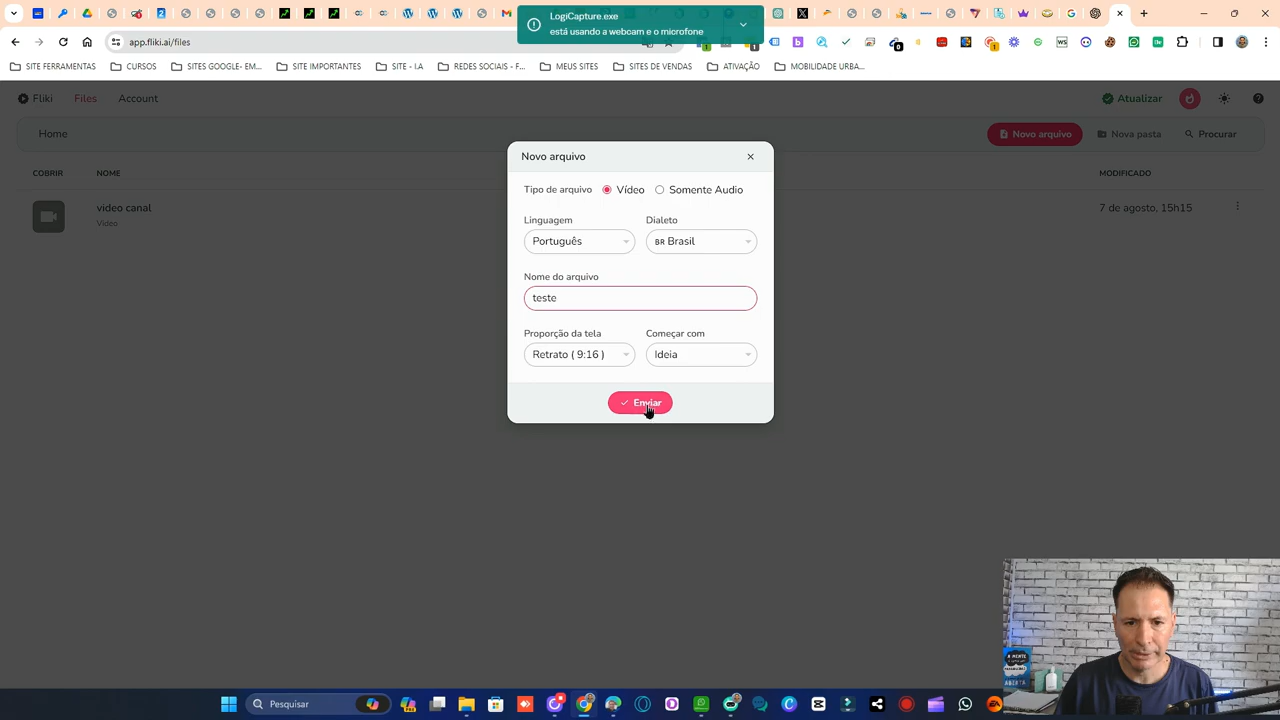 LogiCapture.exe
está usando a webcam e o microfone
app.fliki.ai/files
SITE FERRAMENTAS
CURSOS
SITES GOOGLE- EM...
SITE IMPORTANTES
SITE - I.A
REDES SOCIAIS - F...
MEUS SITES
SITES DE VENDAS
ATIVAÇÃO
MOBILIDADE URBA...
Fliki
Files
Account
Atualizar
Home
Novo arquivo
Nova pasta
Procurar
COBRIR
NOME
MODIFICADO
video canal
Vídeo
7 de agosto, 15h15
Novo arquivo
Tipo de arquivo
Vídeo
Somente Audio
Linguagem
Dialeto
Português
BR Brasil
Nome do arquivo
teste
Proporção da tela
Começar com
Retrato ( 9:16 )
Ideia
Enviar
A MENTE
ABERTA
Pesquisar